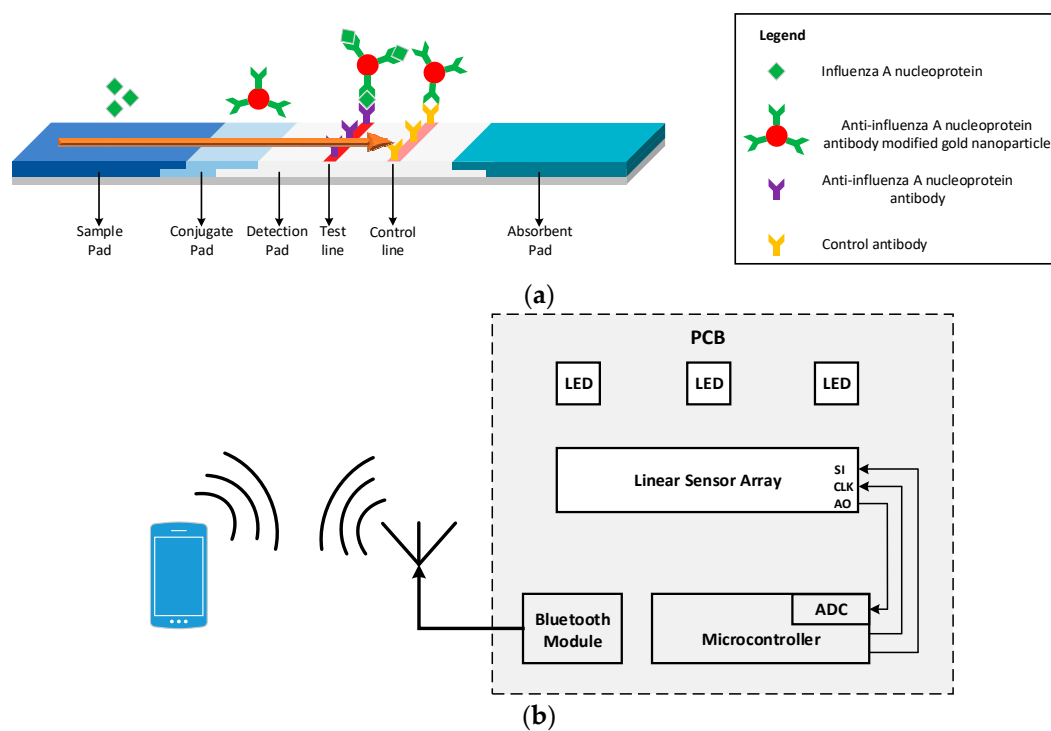 Legend
Influenza A nucleoprotein
Anti-influenza A nucleoprotein
antibody modified gold nanoparticle
Anti-influenza A nucleoprotein
antibody
Control antibody
Sample
Pad
Conjugate
Pad
Detection
Pad
Test
line
Control
line
Absorbent
Pad
(a)
PCB
LED
LED
LED
Linear Sensor Array
SI
CLK
AO
Bluetooth
Module
ADC
Microcontroller
(b)